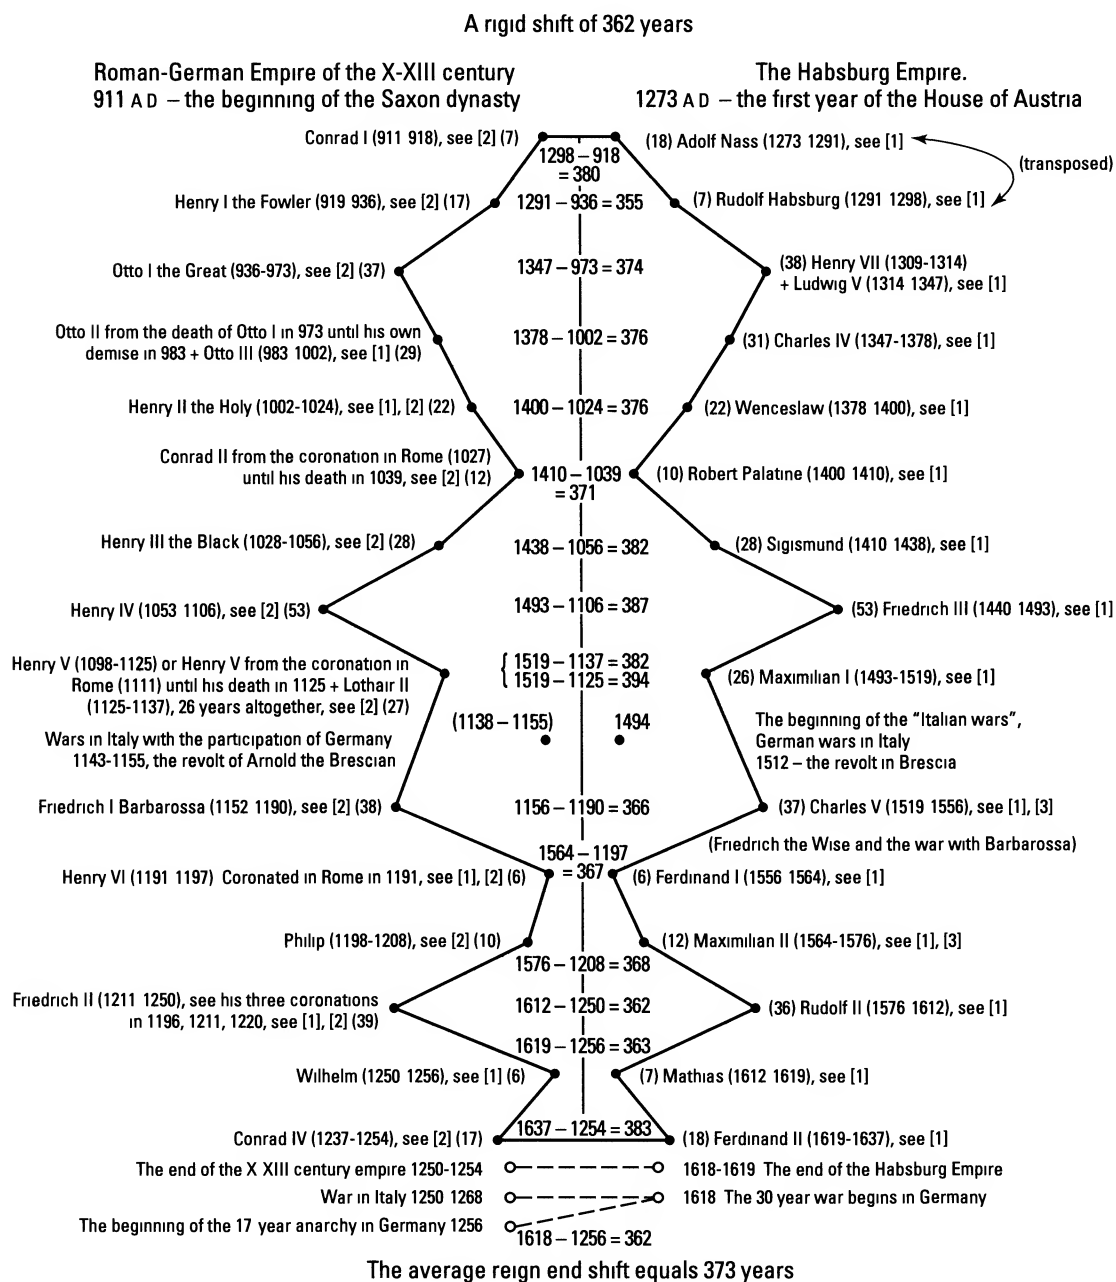 A rigid shift of 362 years
Roman-German Empire of the X-XIII century
911 AD – the beginning of the Saxon dynasty
The Habsburg Empire.
1273 AD – the first year of the House of Austria
Conrad I (911 918), see [2] (7)
1298 – 918
= 380
(18) Adolf Nass (1273 1291), see [1]
(transposed)
Henry I the Fowler (919 936), see [2] (17)
1291 – 936 = 355
(7) Rudolf Habsburg (1291 1298), see [1]
Otto I the Great (936-973), see [2] (37)
1347 – 973 = 374
(38) Henry VII (1309-1314)
+ Ludwig V (1314 1347), see [1]
Otto II from the death of Otto I in 973 until his own
demise in 983 + Otto III (983 1002), see [1] (29)
1378 – 1002 = 376
(31) Charles IV (1347-1378), see [1]
Henry II the Holy (1002-1024), see [1], [2] (22)
1400 – 1024 = 376
(22) Wenceslaw (1378 1400), see [1]
Conrad II from the coronation in Rome (1027)
until his death in 1039, see [2] (12)
1410 – 1039
= 371
(10) Robert Palatine (1400 1410), see [1]
Henry III the Black (1028-1056), see [2] (28)
1438 – 1056 = 382
(28) Sigismund (1410 1438), see [1]
Henry IV (1053 1106), see [2] (53)
1493 – 1106 = 387
(53) Friedrich III (1440 1493), see [1]
Henry V (1098-1125) or Henry V from the coronation in
Rome (1111) until his death in 1125 + Lothair II
(1125-1137), 26 years altogether, see [2] (27)
{ 1519 – 1137 = 382
1519 – 1125 = 394
(26) Maximilian I (1493-1519), see [1]
Wars in Italy with the participation of Germany
1143-1155, the revolt of Arnold the Brescian
(1138 – 1155)
1494
The beginning of the "Italian wars",
German wars in Italy
1512 – the revolt in Brescia
Friedrich I Barbarossa (1152 1190), see [2] (38)
1156 – 1190 = 366
(37) Charles V (1519 1556), see [1], [3]
(Friedrich the Wise and the war with Barbarossa)
Henry VI (1191 1197) Coronated in Rome in 1191, see [1], [2] (6)
1564 – 1197
= 367
(6) Ferdinand I (1556 1564), see [1]
Philip (1198-1208), see [2] (10)
1576 – 1208 = 368
(12) Maximilian II (1564-1576), see [1], [3]
Friedrich II (1211 1250), see his three coronations
in 1196, 1211, 1220, see [1], [2] (39)
1612 – 1250 = 362
(36) Rudolf II (1576 1612), see [1]
Wilhelm (1250 1256), see [1] (6)
1619 – 1256 = 363
(7) Mathias (1612 1619), see [1]
Conrad IV (1237-1254), see [2] (17)
1637 – 1254 = 383
(18) Ferdinand II (1619-1637), see [1]
The end of the X XIII century empire 1250-1254
1618-1619 The end of the Habsburg Empire
War in Italy 1250 1268
1618 The 30 year war begins in Germany
The beginning of the 17 year anarchy in Germany 1256
1618 – 1256 = 362
The average reign end shift equals 373 years